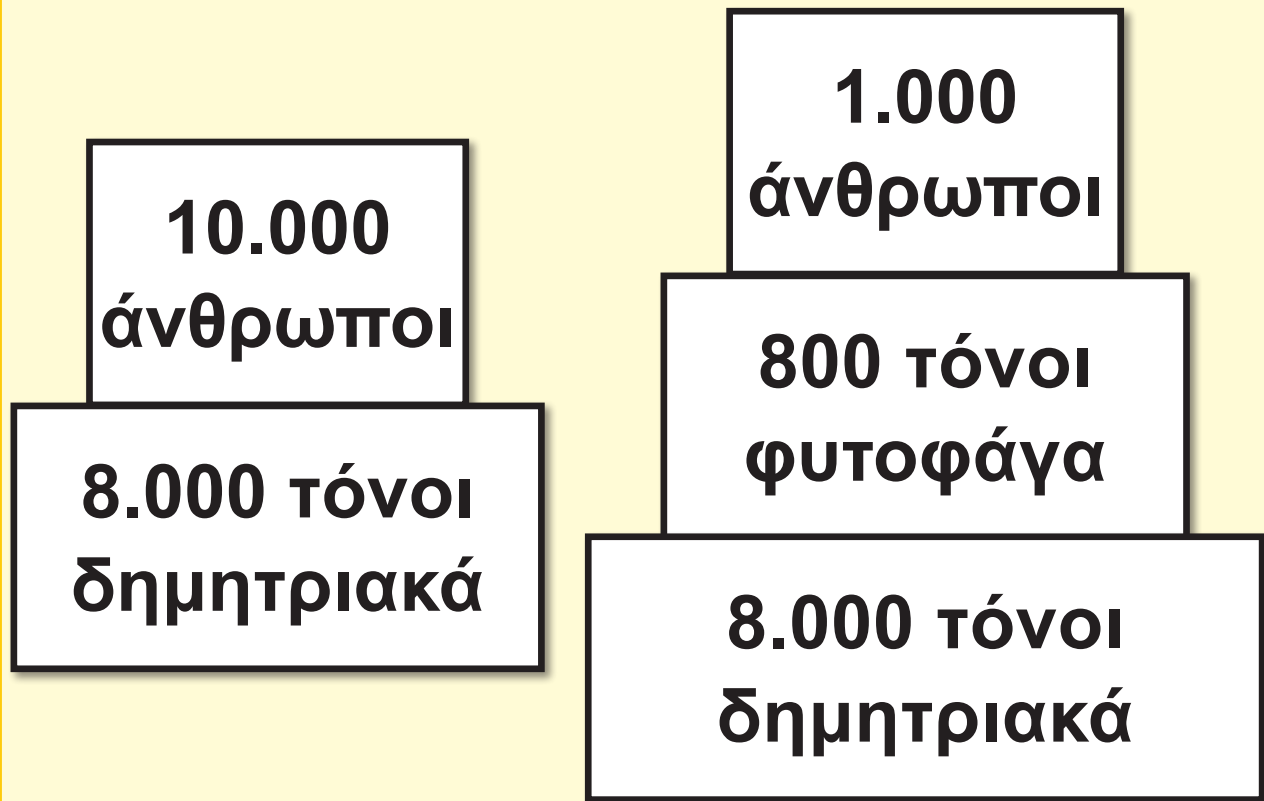 10.000
άνθρωποι
8.000 τόνοι
δημητριακά
1.000
άνθρωποι
800 τόνοι
φυτοφάγα
8.000 τόνοι
δημητριακά